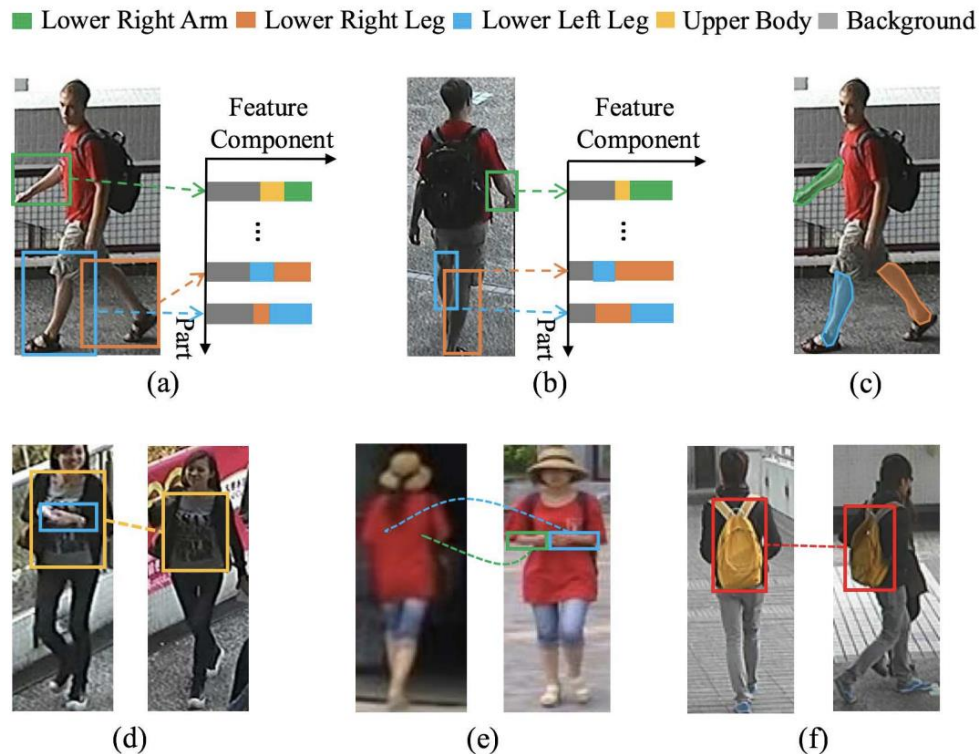 Lower Right Arm Lower Right Leg Lower Left Leg Upper Body Background
Feature
Component
...
Part
(a)
Feature
Component
...
Part
(b)
(c)
(d)
(e)
(f)